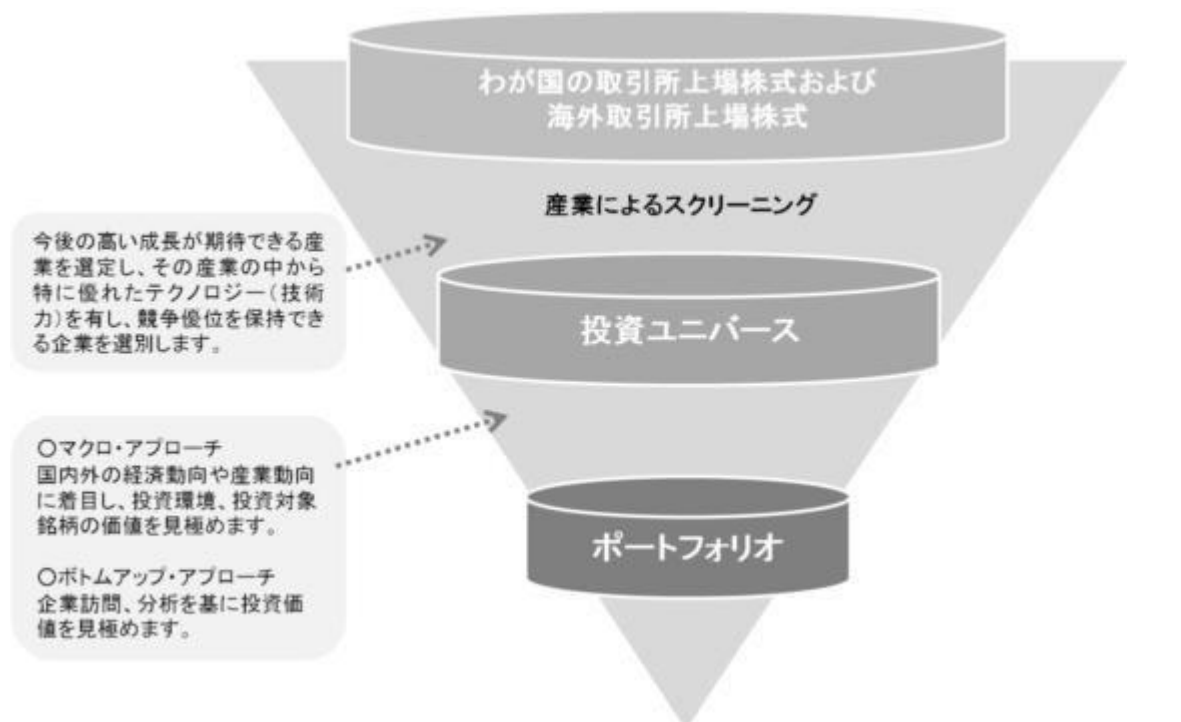 わが国の取引所上場株式および
海外取引所上場株式
産業によるスクリーニング
今後の高い成長が期待できる産
業を選定し、その産業の中から
特に優れたテクノロジー(技術
力)を有し、競争優位を保持でき
る企業を選別します。
投資ユニバース
〇マクロ・アプローチ
国内外の経済動向や産業動向
に着目し、投資環境、投資対象
銘柄の価値を見極めます。
〇ボトムアップ・アプローチ
企業訪問、分析を基に投資価
値を見極めます。
ポートフォリオ